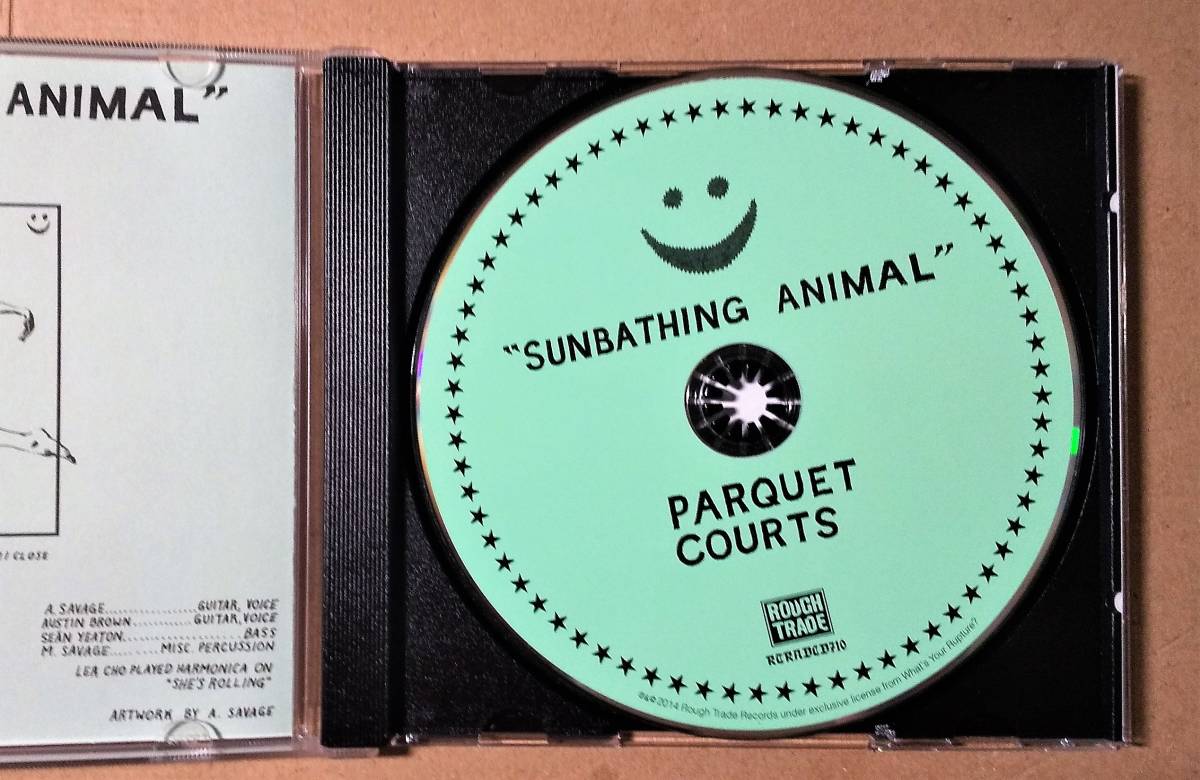 ANIMAL"
CLOSE
A. SAVAGE..............GUITAR, VOICE
AUSTIN BROWN..........GUITAR, VOICE
SEAN YEATON....................BASS
M. SAVAGE........MISC. PERCUSSION
LEA CHO PLAYED HARMONICA ON
"SHE'S ROLLING"
ARTWORK BY A. SAVAGE
"SUNBATHING ANIMAL"
PARQUET
COURTS
ROUGH
TRADE
RTRADCD710
℗&© 2014 Rough Trade Records under exclusive license from What's Your Rupture?